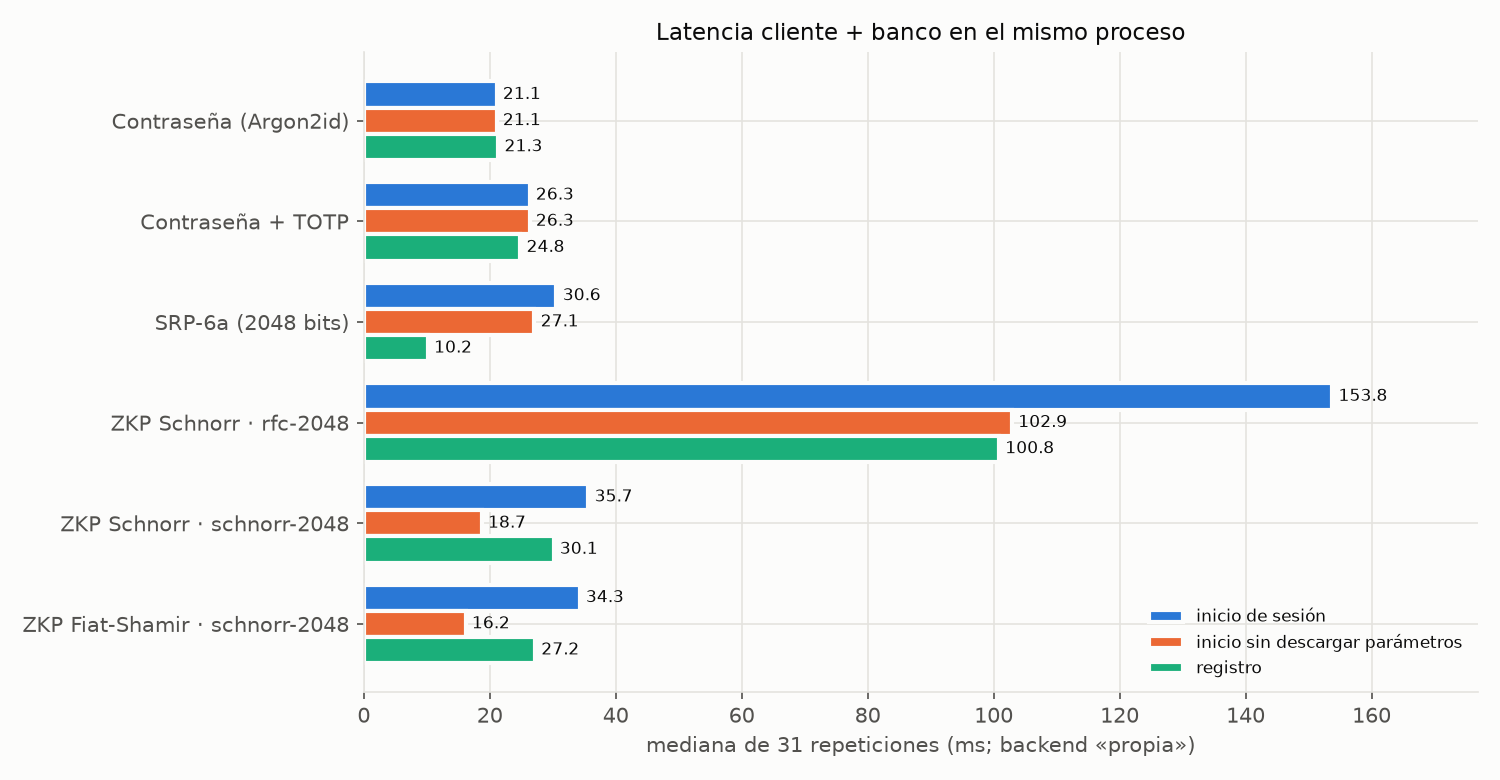 Latencia cliente + banco en el mismo proceso
Contraseña (Argon2id)
21.1
21.1
21.3
Contraseña + TOTP
26.3
26.3
24.8
SRP-6a (2048 bits)
30.6
27.1
10.2
ZKP Schnorr · rfc-2048
153.8
102.9
100.8
ZKP Schnorr · schnorr-2048
35.7
18.7
30.1
ZKP Fiat-Shamir · schnorr-2048
34.3
16.2
27.2
inicio de sesión
inicio sin descargar parámetros
registro
0 20 40 60 80 100 120 140 160
mediana de 31 repeticiones (ms; backend «propia»)